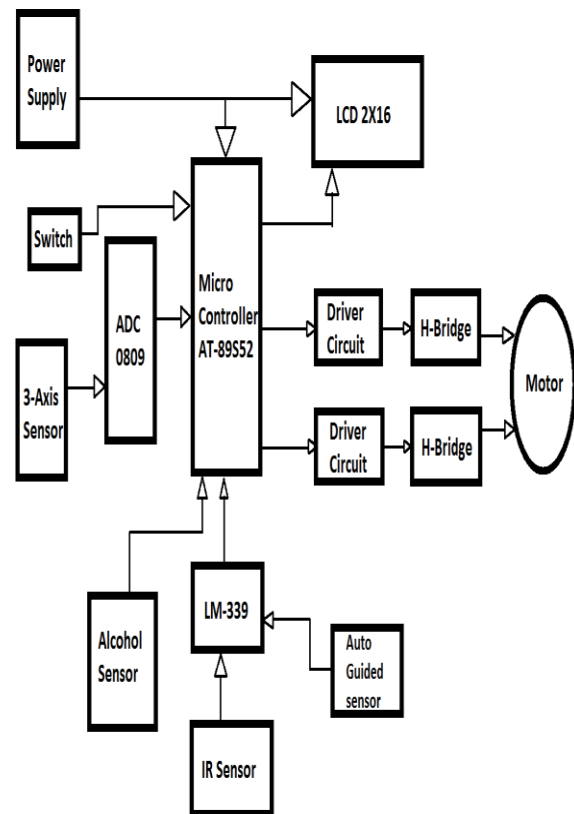 Power
Supply
LCD 2X16
Switch
ADC
0809
Micro
Controller
AT-89S52
3-Axis
Sensor
Driver
Circuit
H-Bridge
Motor
Driver
Circuit
H-Bridge
Alcohol
Sensor
LM-339
Auto
Guided
sensor
IR Sensor